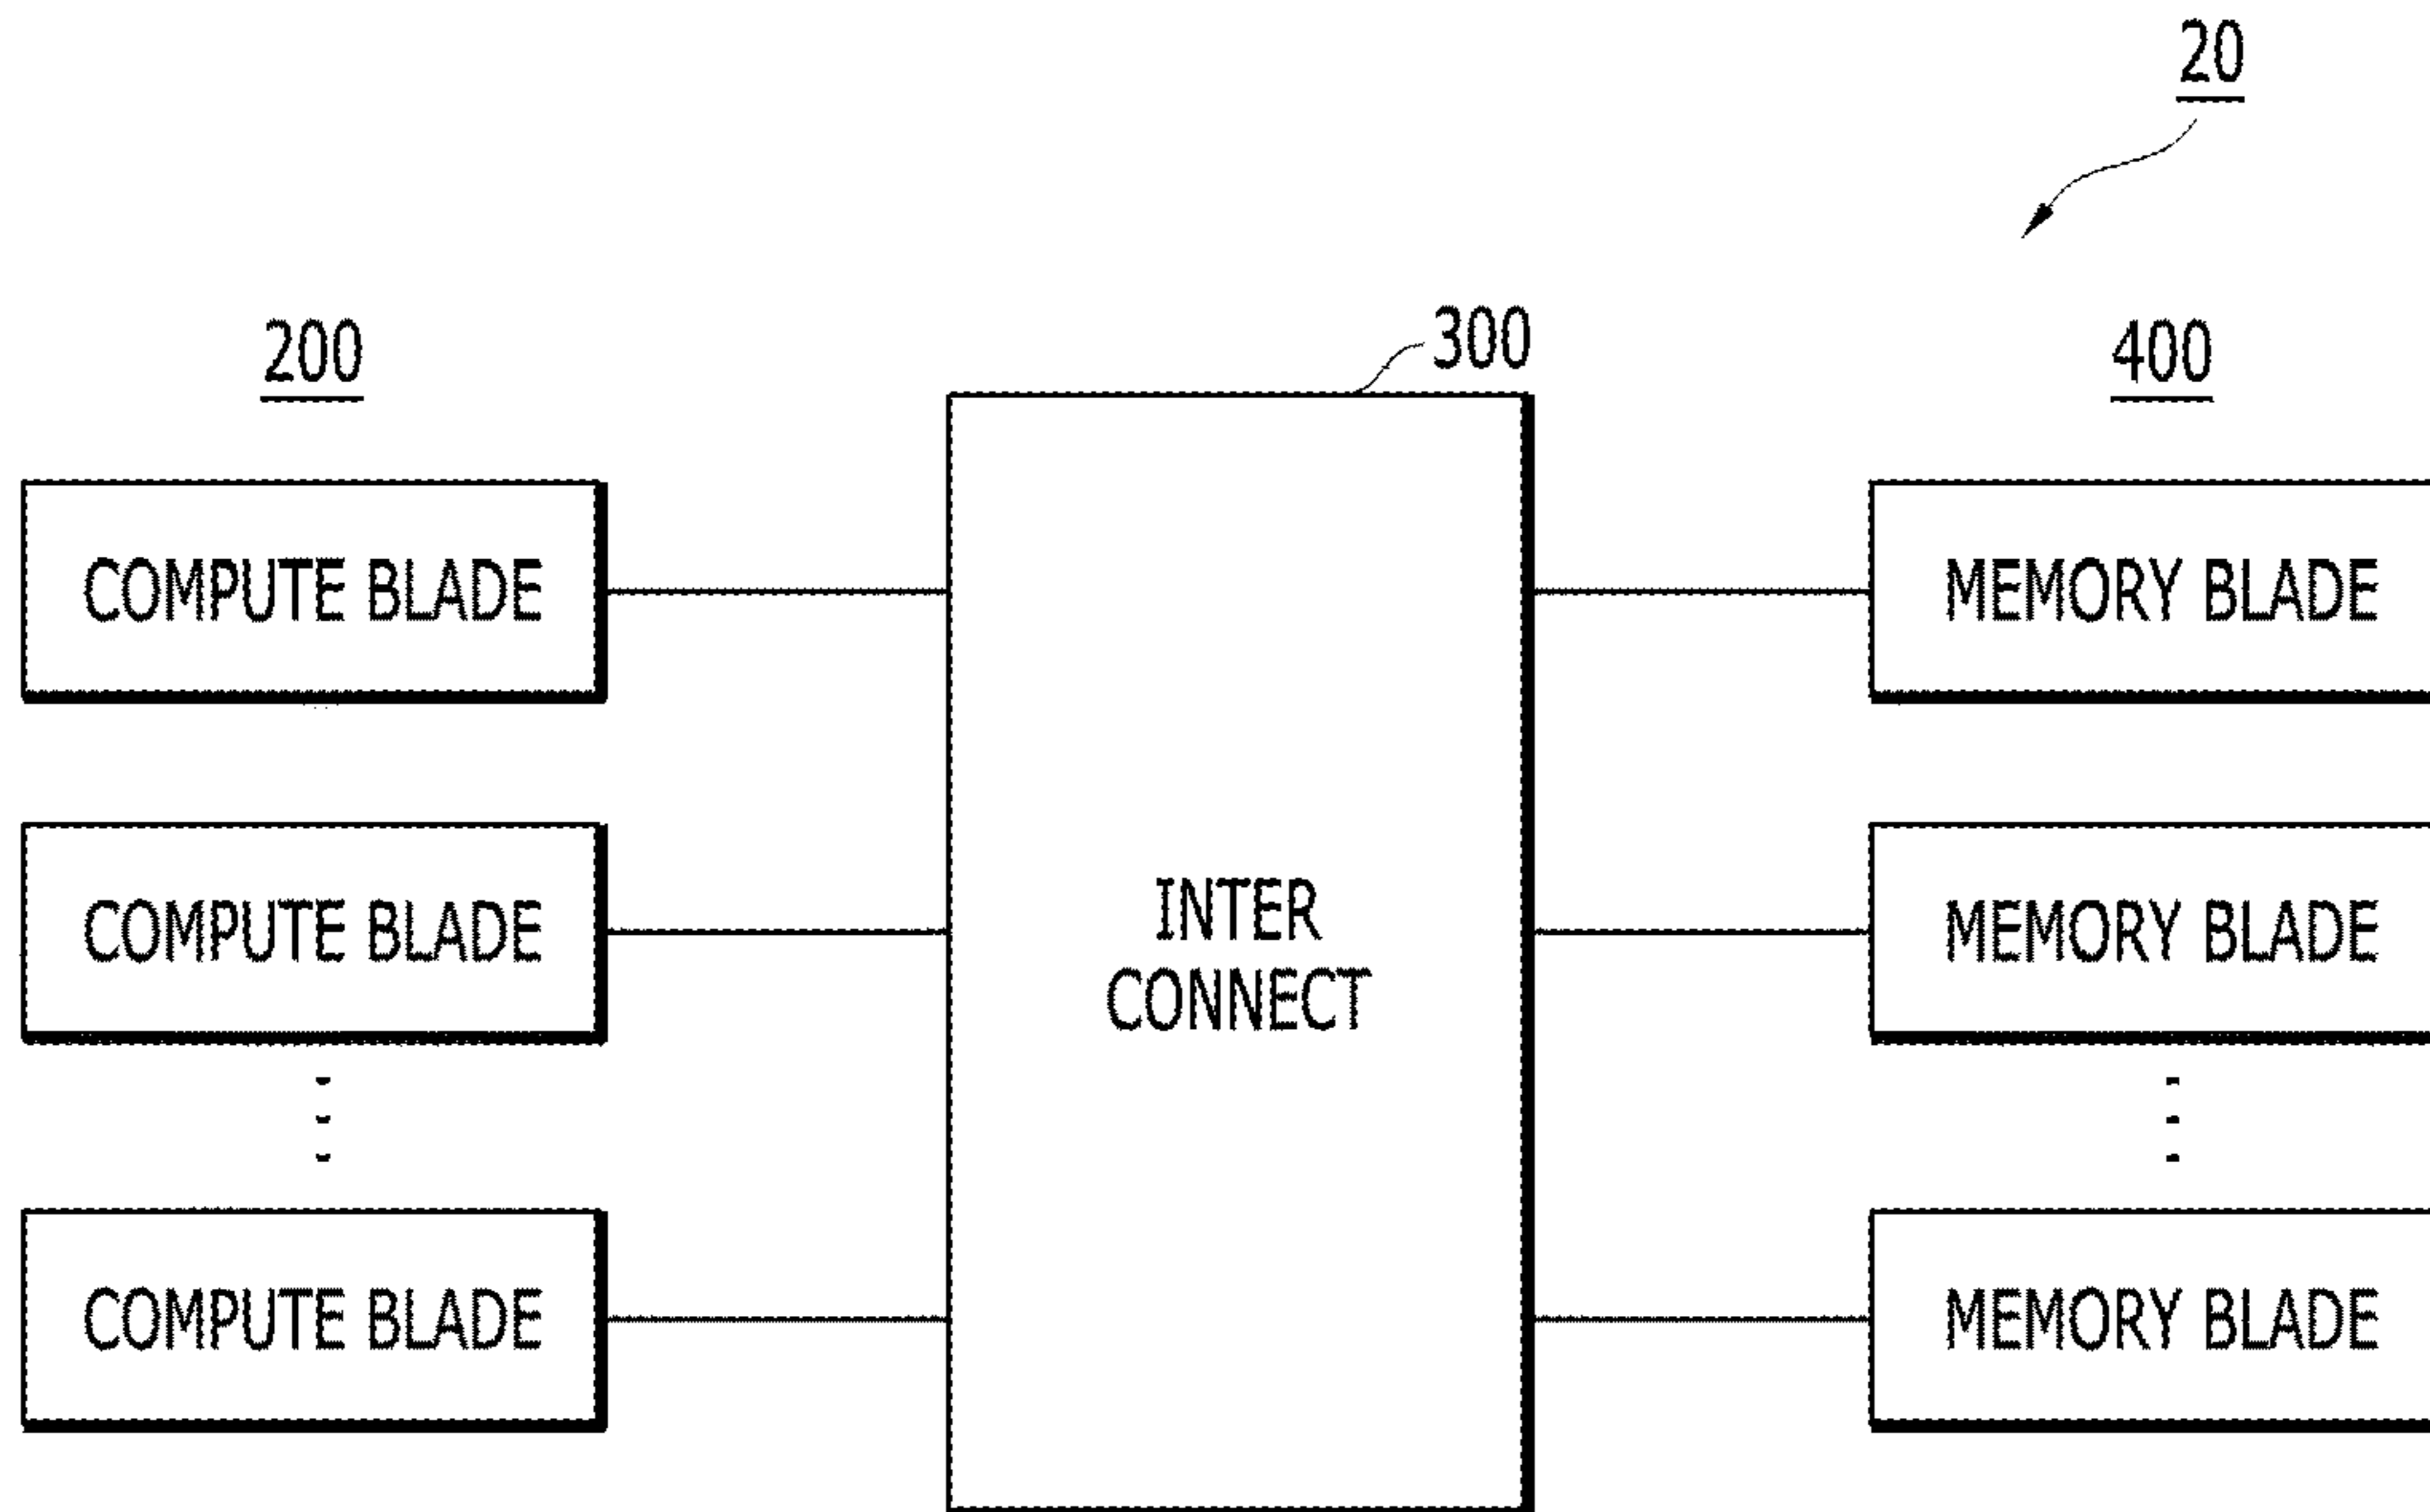 20
200
300
400
COMPUTE BLADE
MEMORY BLADE
COMPUTE BLADE
INTER
CONNECT
MEMORY BLADE
COMPUTE BLADE
MEMORY BLADE